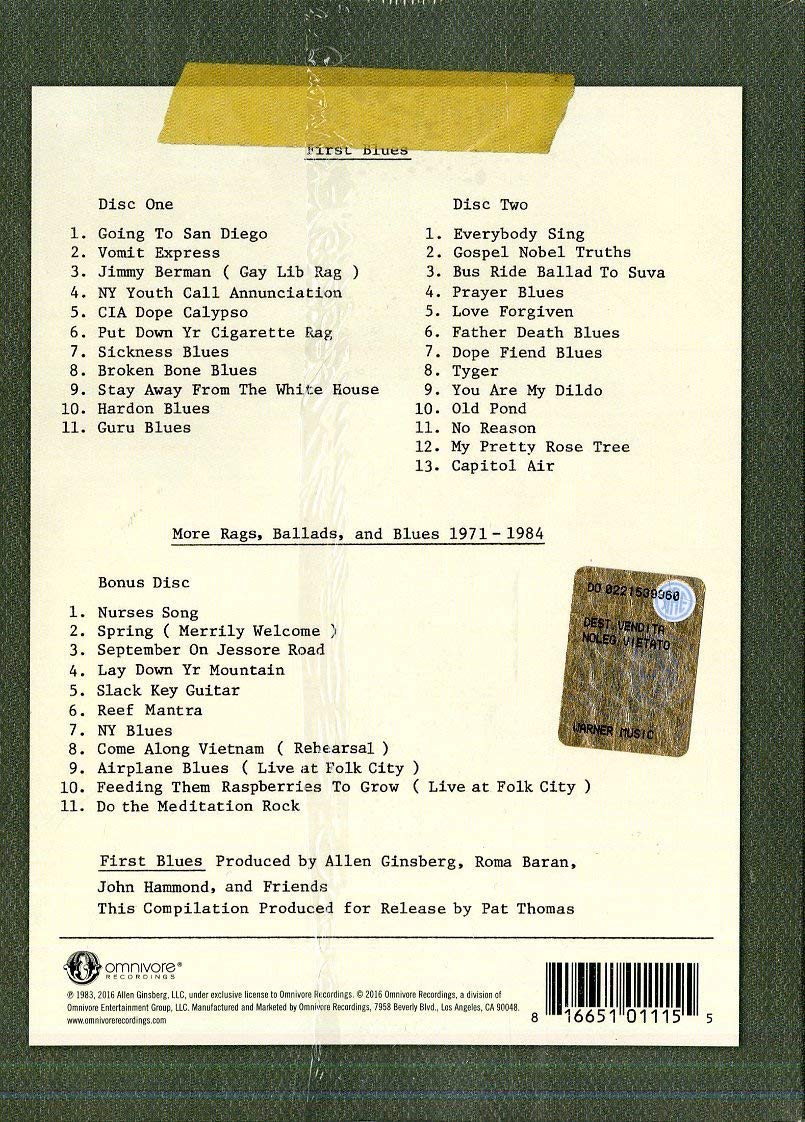 First Blues
Disc One
1. Going To San Diego
2. Vomit Express
3. Jimmy Berman ( Gay Lib Rag )
4. NY Youth Call Annunciation
5. CIA Dope Calypso
6. Put Down Yr Cigarette Rag
7. Sickness Blues
8. Broken Bone Blues
9. Stay Away From The White House
10. Hardon Blues
11. Guru Blues
Disc Two
1. Everybody Sing
2. Gospel Nobel Truths
3. Bus Ride Ballad To Suva
4. Prayer Blues
5. Love Forgiven
6. Father Death Blues
7. Dope Fiend Blues
8. Tyger
9. You Are My Dildo
10. Old Pond
11. No Reason
12. My Pretty Rose Tree
13. Capitol Air
More Rags, Ballads, and Blues 1971 - 1984
Bonus Disc
1. Nurses Song
2. Spring ( Merrily Welcome )
3. September On Jessore Road
4. Lay Down Yr Mountain
5. Slack Key Guitar
6. Reef Mantra
7. NY Blues
8. Come Along Vietnam ( Rehearsal )
9. Airplane Blues ( Live at Folk City )
10. Feeding Them Raspberries To Grow ( Live at Folk City )
11. Do the Meditation Rock
DEST.VENDITA
NOLEG.VIETATO
WARNER MUSIC
First Blues Produced by Allen Ginsberg, Roma Baran,
John Hammond, and Friends
This Compilation Produced for Release by Pat Thomas
omnivore®
RECORDINGS
℗ 1983, 2016 Allen Ginsberg, LLC, under exclusive license to Omnivore Recordings. © 2016 Omnivore Recordings, a division of
Omnivore Entertainment Group, LLC. Manufactured and Marketed by Omnivore Recordings, 7958 Beverly Blvd., Los Angeles, CA 90048.
www.omnivorerecordings.com
8 16651 01115 5